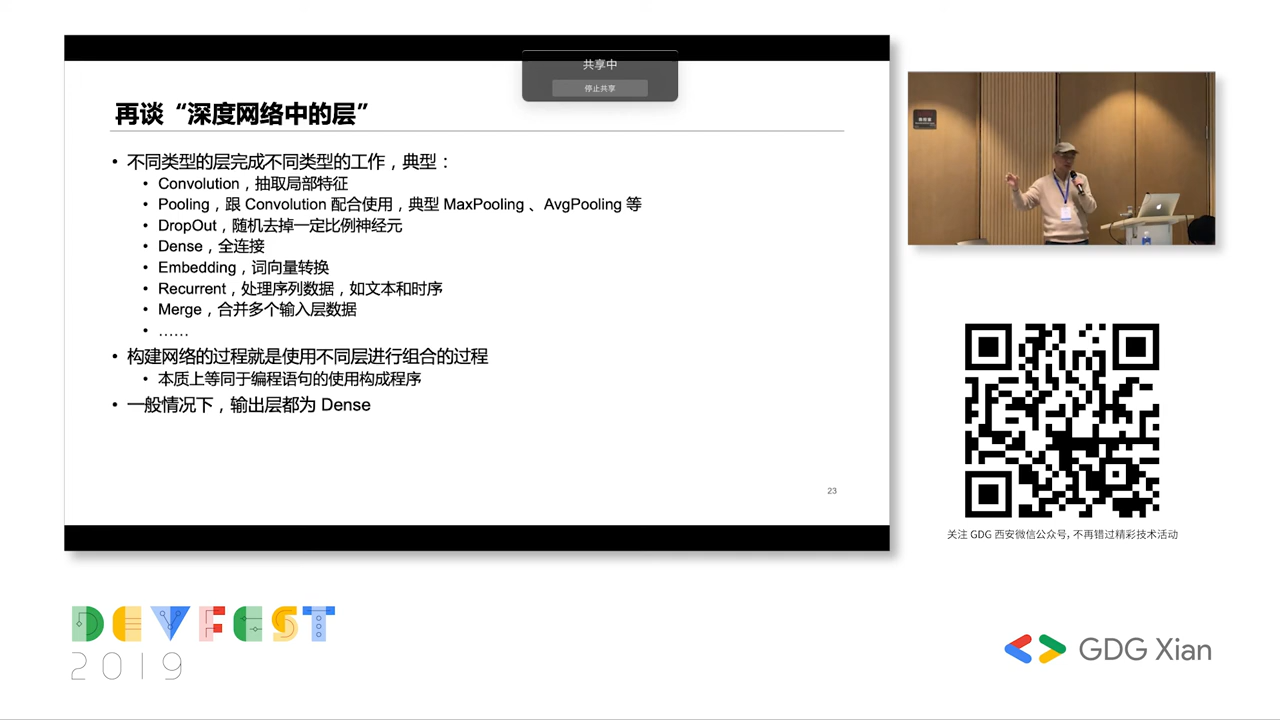 共享中
停止共享
再谈“深度网络中的层”
• 不同类型的层完成不同类型的工作，典型：
• Convolution，抽取局部特征
• Pooling，跟 Convolution 配合使用，典型 MaxPooling 、AvgPooling 等
• DropOut，随机去掉一定比例神经元
• Dense，全连接
• Embedding，词向量转换
• Recurrent，处理序列数据，如文本和时序
• Merge，合并多个输入层数据
• ……
• 构建网络的过程就是使用不同层进行组合的过程
• 本质上等同于编程语句的使用构成程序
• 一般情况下，输出层都为 Dense
23
关注 GDG 西安微信公众号, 不再错过精彩技术活动
DEVFEST
2019
GDG Xian